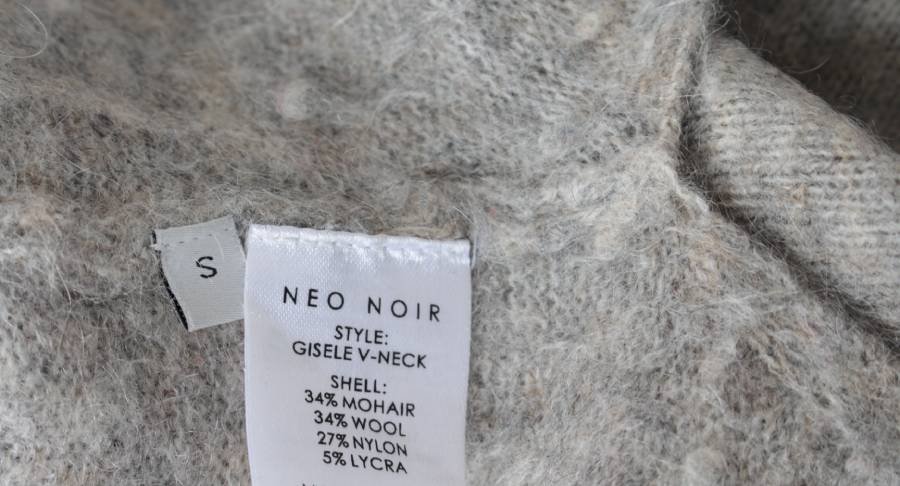 S
NEO NOIR
STYLE:
GISELE V-NECK
SHELL:
34% MOHAIR
34% WOOL
27% NYLON
5% LYCRA